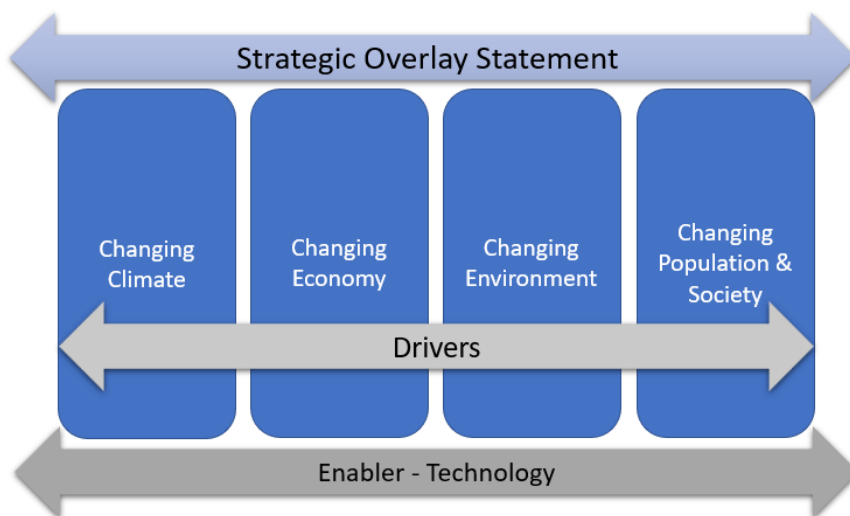 Strategic Overlay Statement
Changing
Climate
Changing
Economy
Changing
Environment
Changing
Population &
Society
Drivers
Enabler - Technology